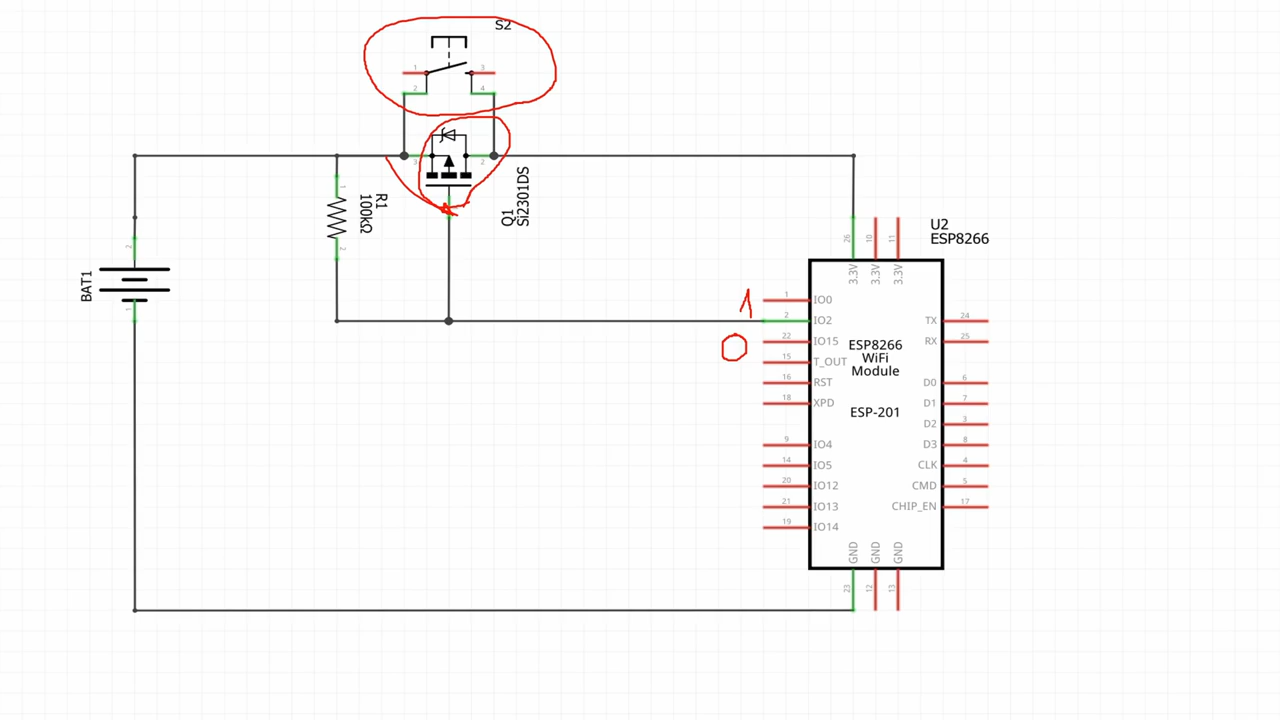 S2
1
3
2
4
3
2
1
R1
100kΩ
2
Q1
Si2301DS
2
BAT1
1
U2
ESP8266
26
10
11
3.3V
3.3V
3.3V
1
1
IO0
2
IO2
TX
24
0
22
IO15
RX
25
ESP8266
WiFi
Module
15
T_OUT
16
RST
D0
6
18
XPD
D1
7
ESP-201
D2
3
9
IO4
D3
8
14
IO5
CLK
4
20
IO12
CMD
5
21
IO13
CHIP_EN
17
19
IO14
GND
GND
GND
23
12
13